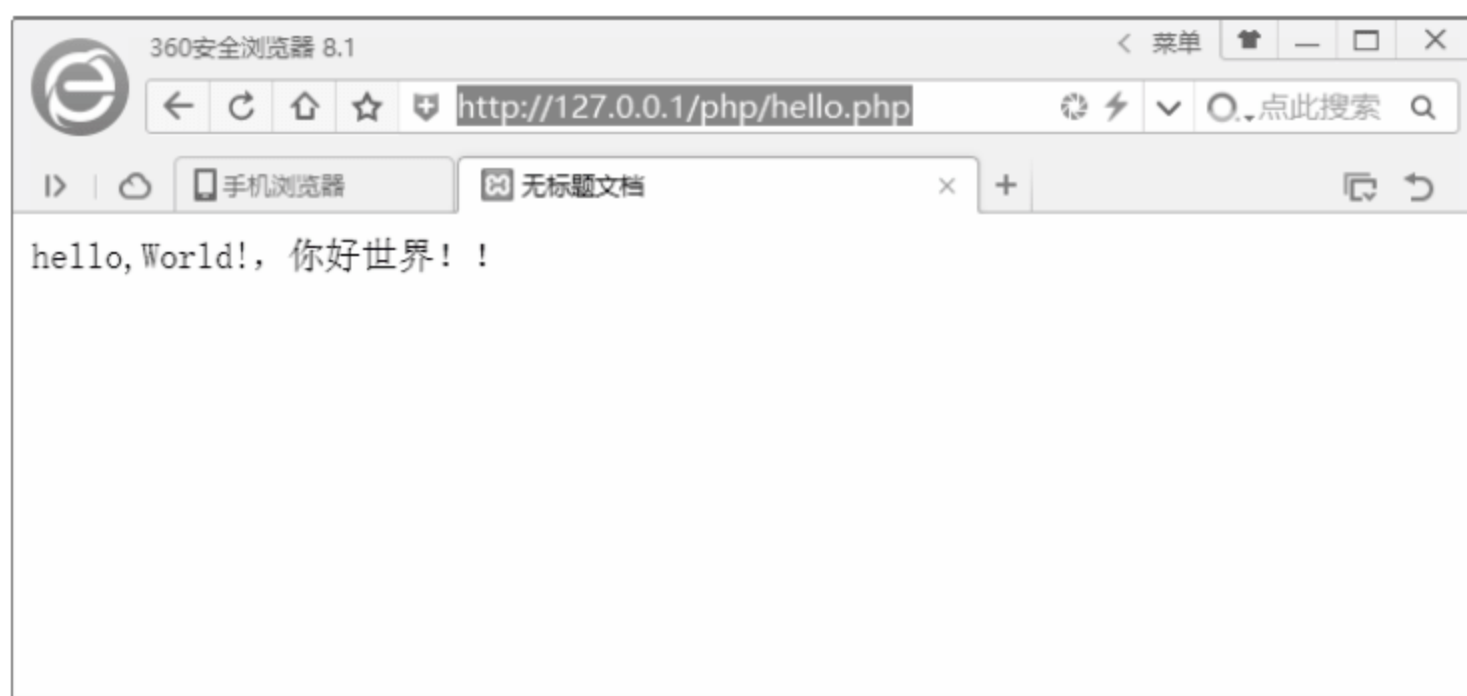 360安全浏览器 8.1
菜单
http://127.0.0.1/php/hello.php
点此搜索
手机浏览器
无标题文档
hello,World!，你好世界！！